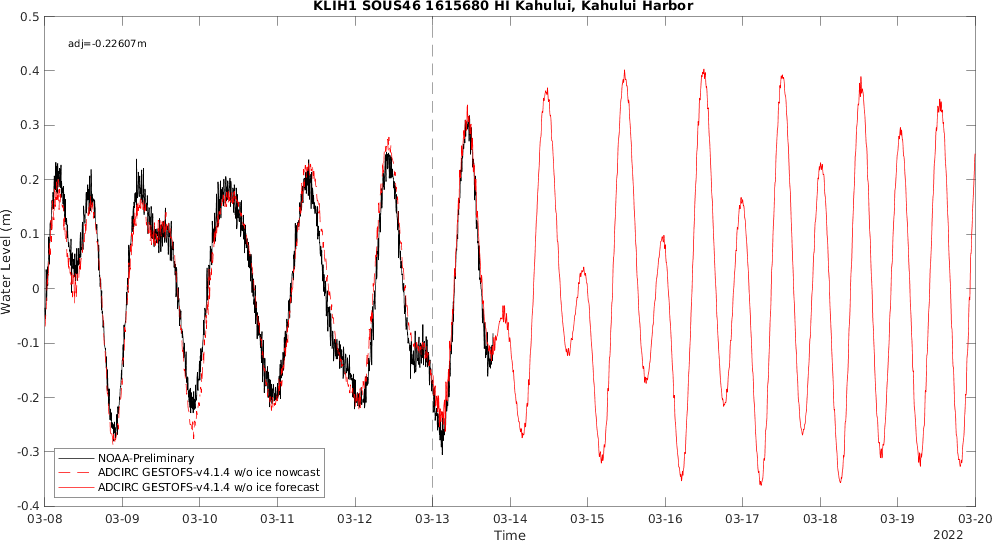 KLIH1 SOUS46 1615680 HI Kahului, Kahului Harbor
adj=-0.22607m
0.5
0.4
0.3
0.2
0.1
0
-0.1
-0.2
-0.3
-0.4
Water Level (m)
NOAA-Preliminary
ADCIRC GESTOFS-v4.1.4 w/o ice nowcast
ADCIRC GESTOFS-v4.1.4 w/o ice forecast
03-08 03-09 03-10 03-11 03-12 03-13 03-14 03-15 03-16 03-17 03-18 03-19 03-20
Time
2022